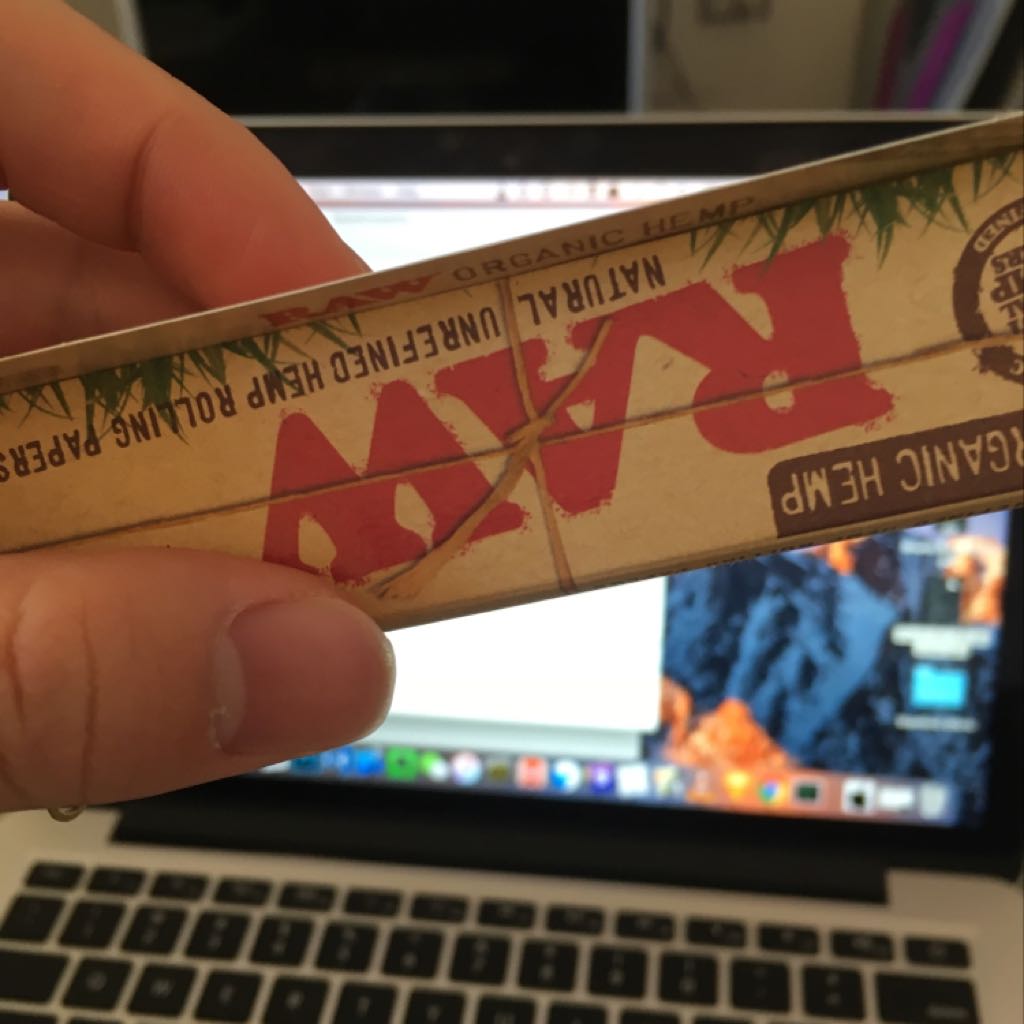 RAW ORGANIC HEMP
ORGANIC HEMP
RAW
NATURAL UNREFINED HEMP ROLLING PAPERS